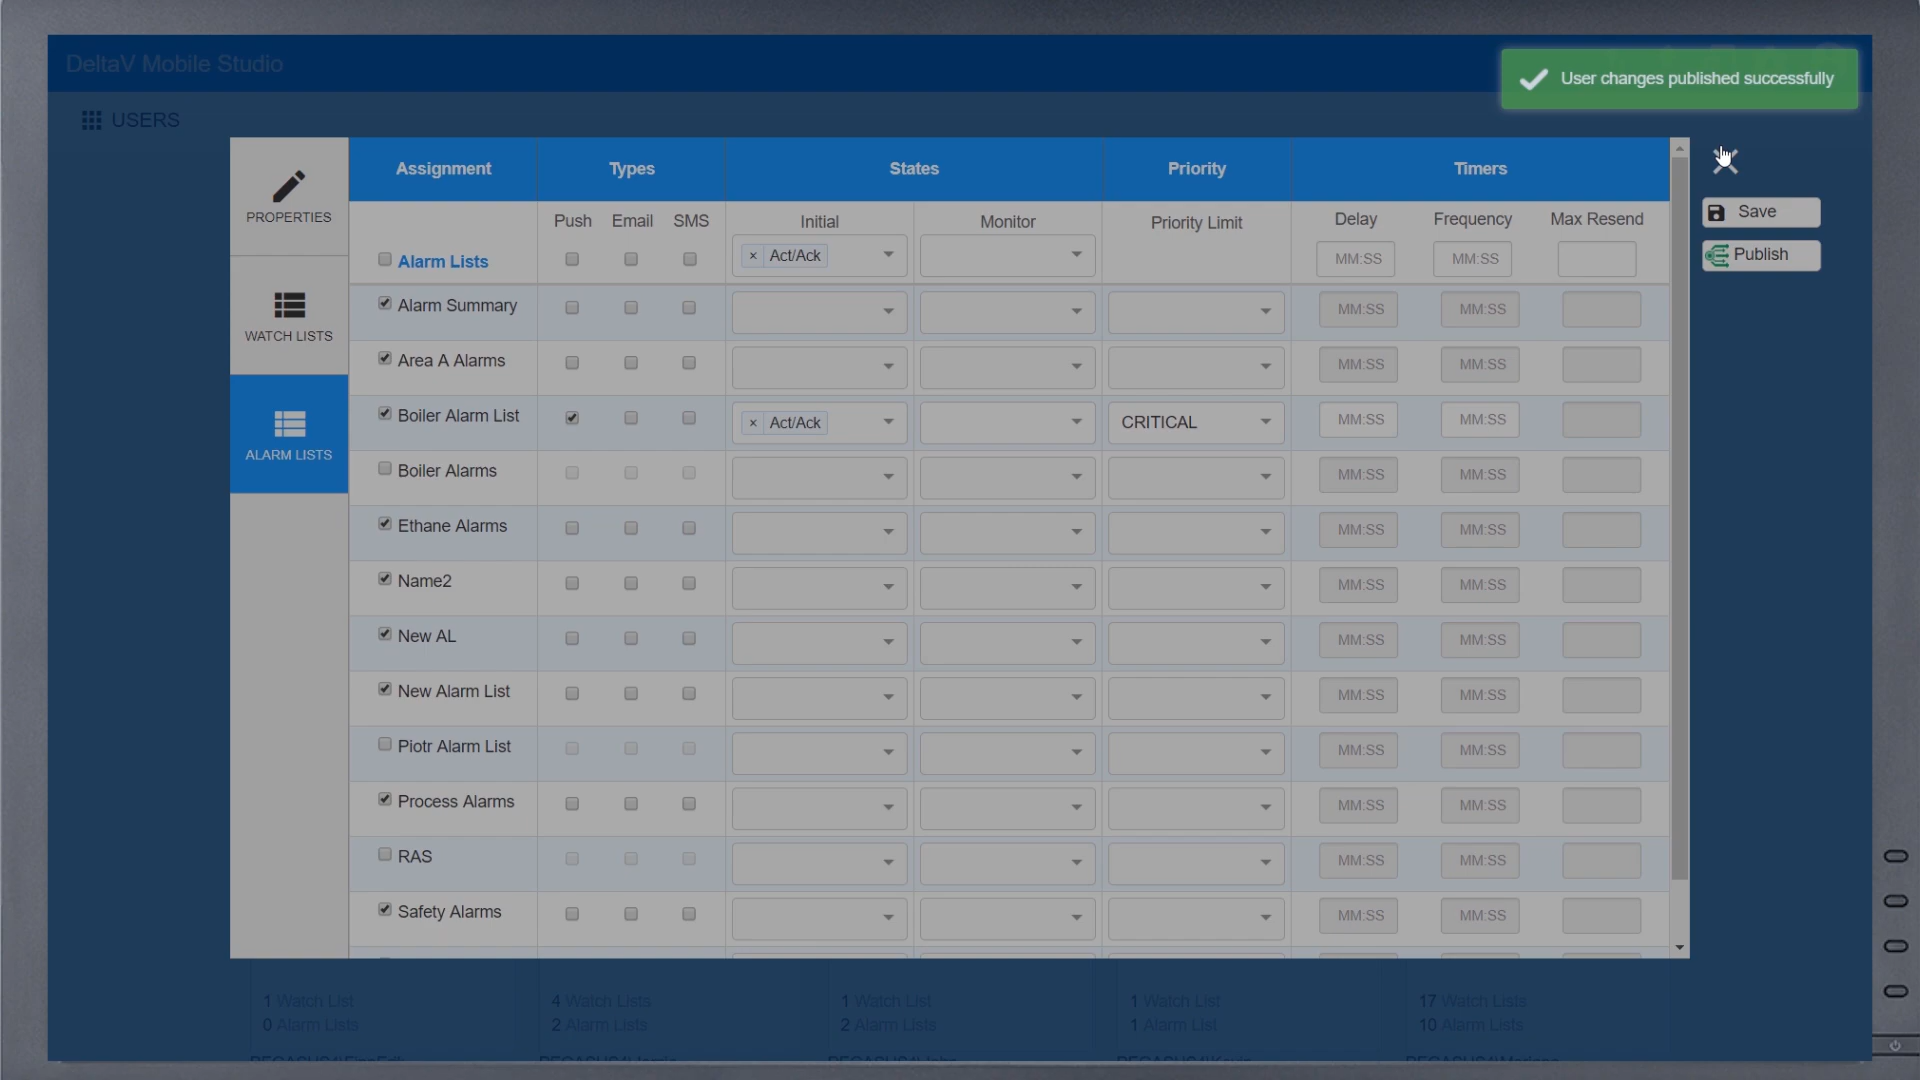 DeltaV Mobile Studio
User changes published successfully
USERS
PROPERTIES
WATCH LISTS
ALARM LISTS
Assignment Types States Priority Timers
Push Email SMS Initial Monitor Priority Limit Delay Frequency Max Resend
Alarm Lists × Act/Ack MM:SS MM:SS
Alarm Summary MM:SS MM:SS
Area A Alarms MM:SS MM:SS
Boiler Alarm List × Act/Ack CRITICAL MM:SS MM:SS
Boiler Alarms MM:SS MM:SS
Ethane Alarms MM:SS MM:SS
Name2 MM:SS MM:SS
New AL MM:SS MM:SS
New Alarm List MM:SS MM:SS
Piotr Alarm List MM:SS MM:SS
Process Alarms MM:SS MM:SS
RAS MM:SS MM:SS
Safety Alarms MM:SS MM:SS
Save
Publish
1 Watch List 4 Watch Lists 1 Watch List 1 Watch List 17 Watch Lists
0 Alarm Lists 2 Alarm Lists 2 Alarm Lists 1 Alarm List 10 Alarm Lists